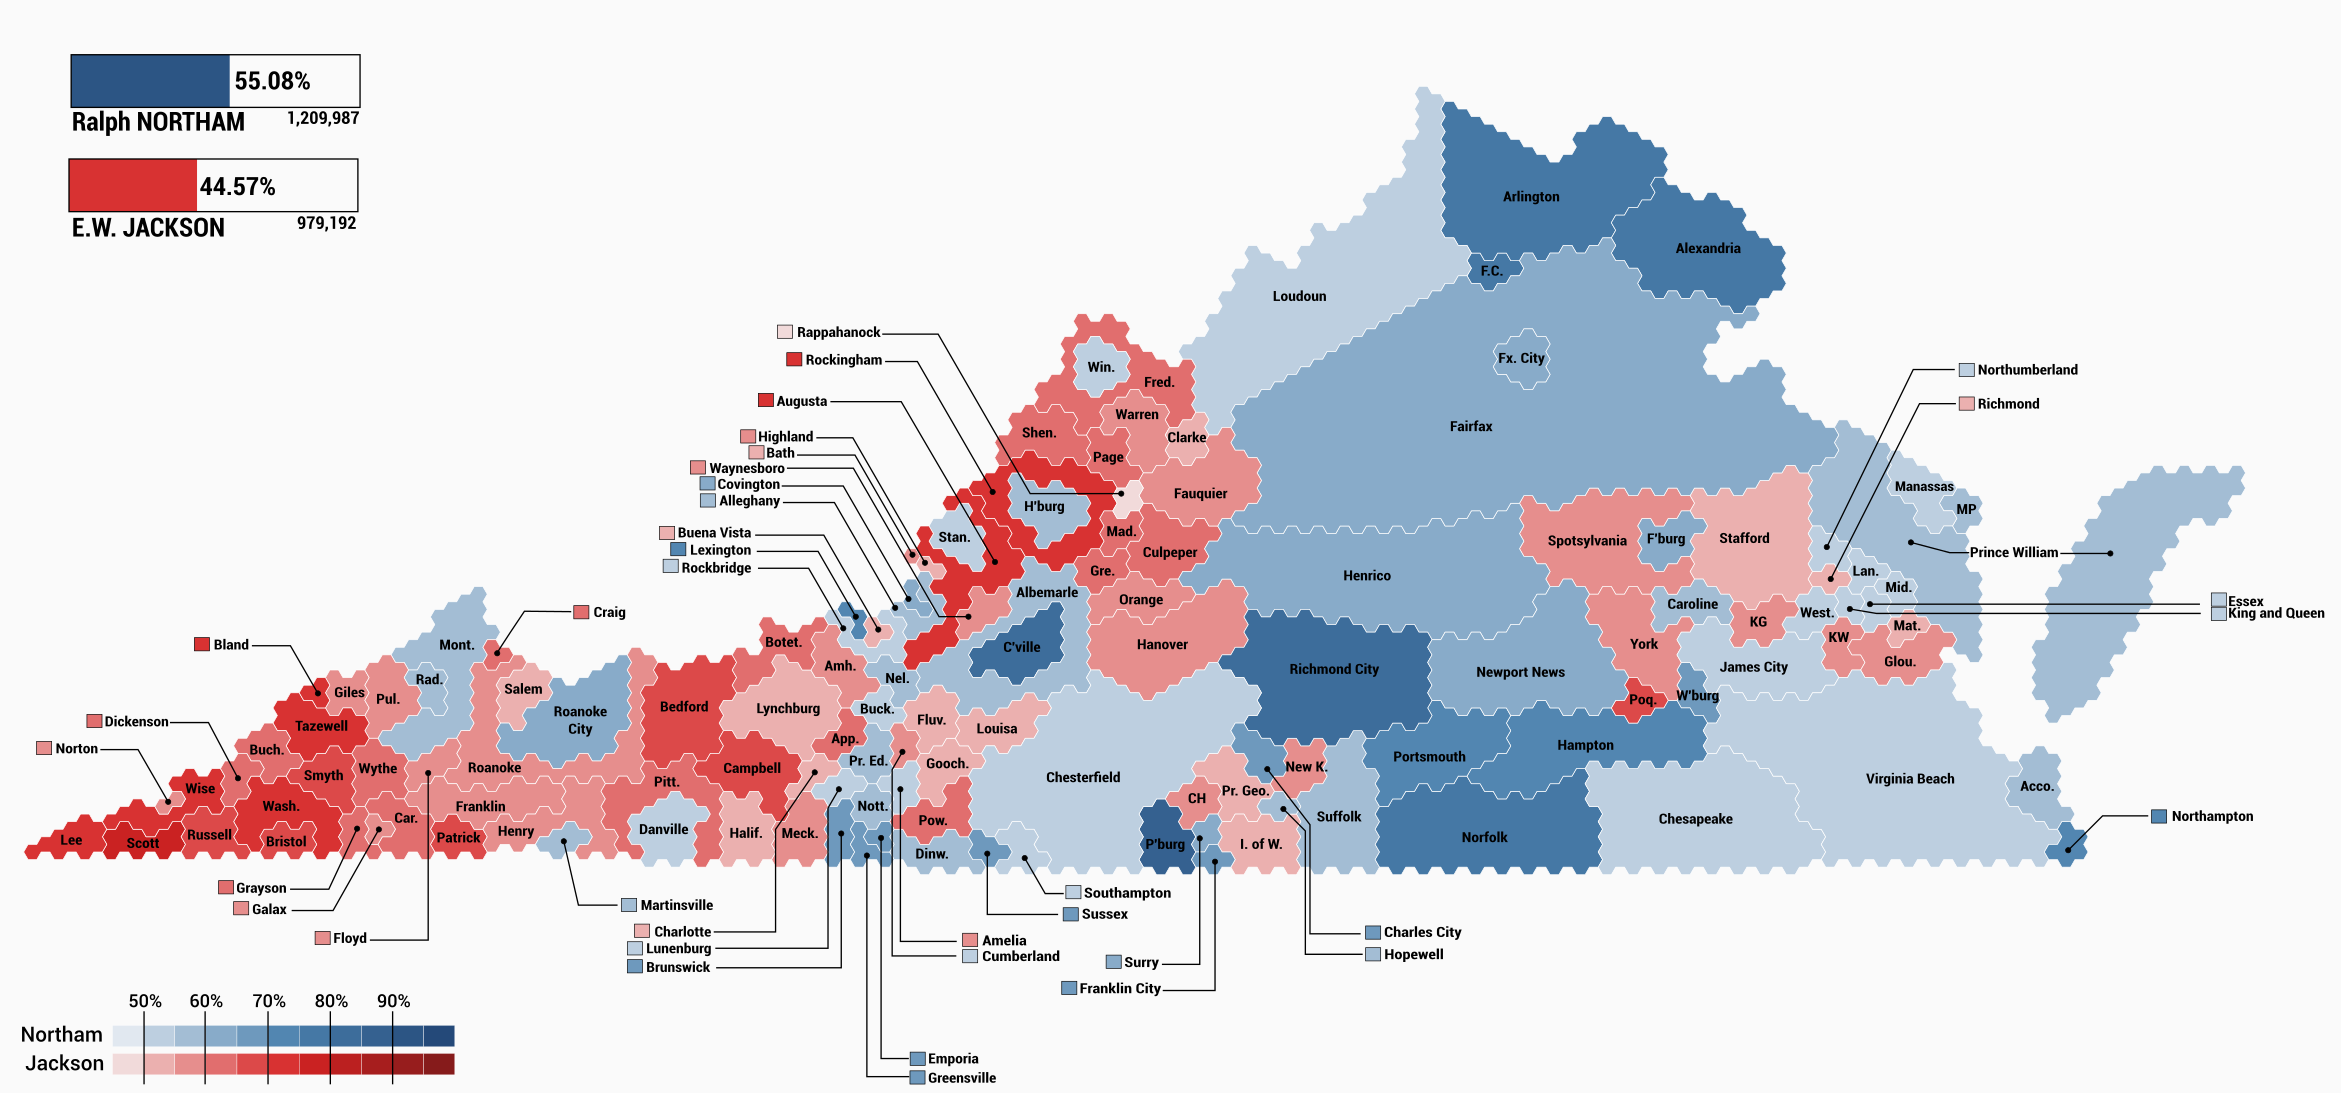 55.08%
Ralph NORTHAM
1,209,987
44.57%
E.W. JACKSON
979,192
Arlington
Alexandria
F.C.
Loudoun
Rappahanock
Rockingham
Augusta
Highland
Bath
Waynesboro
Covington
Alleghany
Buena Vista
Lexington
Rockbridge
Win.
Fred.
Warren
Clarke
Shen.
Page
Fauquier
Fx. City
Fairfax
Northumberland
Richmond
Manassas
MP
Prince William
H'burg
Stan.
Mad.
Culpeper
Gre.
Spotsylvania
F'burg
Stafford
Henrico
Albemarle
Orange
Caroline
Lan.
Mid.
Essex
King and Queen
West.
KG
Mat.
KW
Glou.
Craig
Bland
Mont.
C'ville
Hanover
York
James City
Botet.
Amh.
Richmond City
Newport News
Nel.
Rad.
Salem
Giles
Pul.
Poq.
W'burg
Dickenson
Tazewell
Roanoke
City
Bedford
Lynchburg
Buck.
Fluv.
Louisa
Norton
Buch.
App.
Portsmouth
Hampton
Wise
Smyth
Wythe
Roanoke
Pitt.
Campbell
Pr. Ed.
Gooch.
Chesterfield
New K.
Virginia Beach
Acco.
Wash.
Franklin
Nott.
CH
Pr. Geo.
Suffolk
Chesapeake
Northampton
Car.
Lee
Scott
Russell
Bristol
Patrick
Henry
Danville
Halif.
Meck.
Pow.
Dinw.
P'burg
I. of W.
Norfolk
Grayson
Galax
Floyd
Martinsville
Charlotte
Lunenburg
Brunswick
Southampton
Sussex
Amelia
Cumberland
Surry
Franklin City
Charles City
Hopewell
Emporia
Greensville
50% 60% 70% 80% 90%
Northam
Jackson